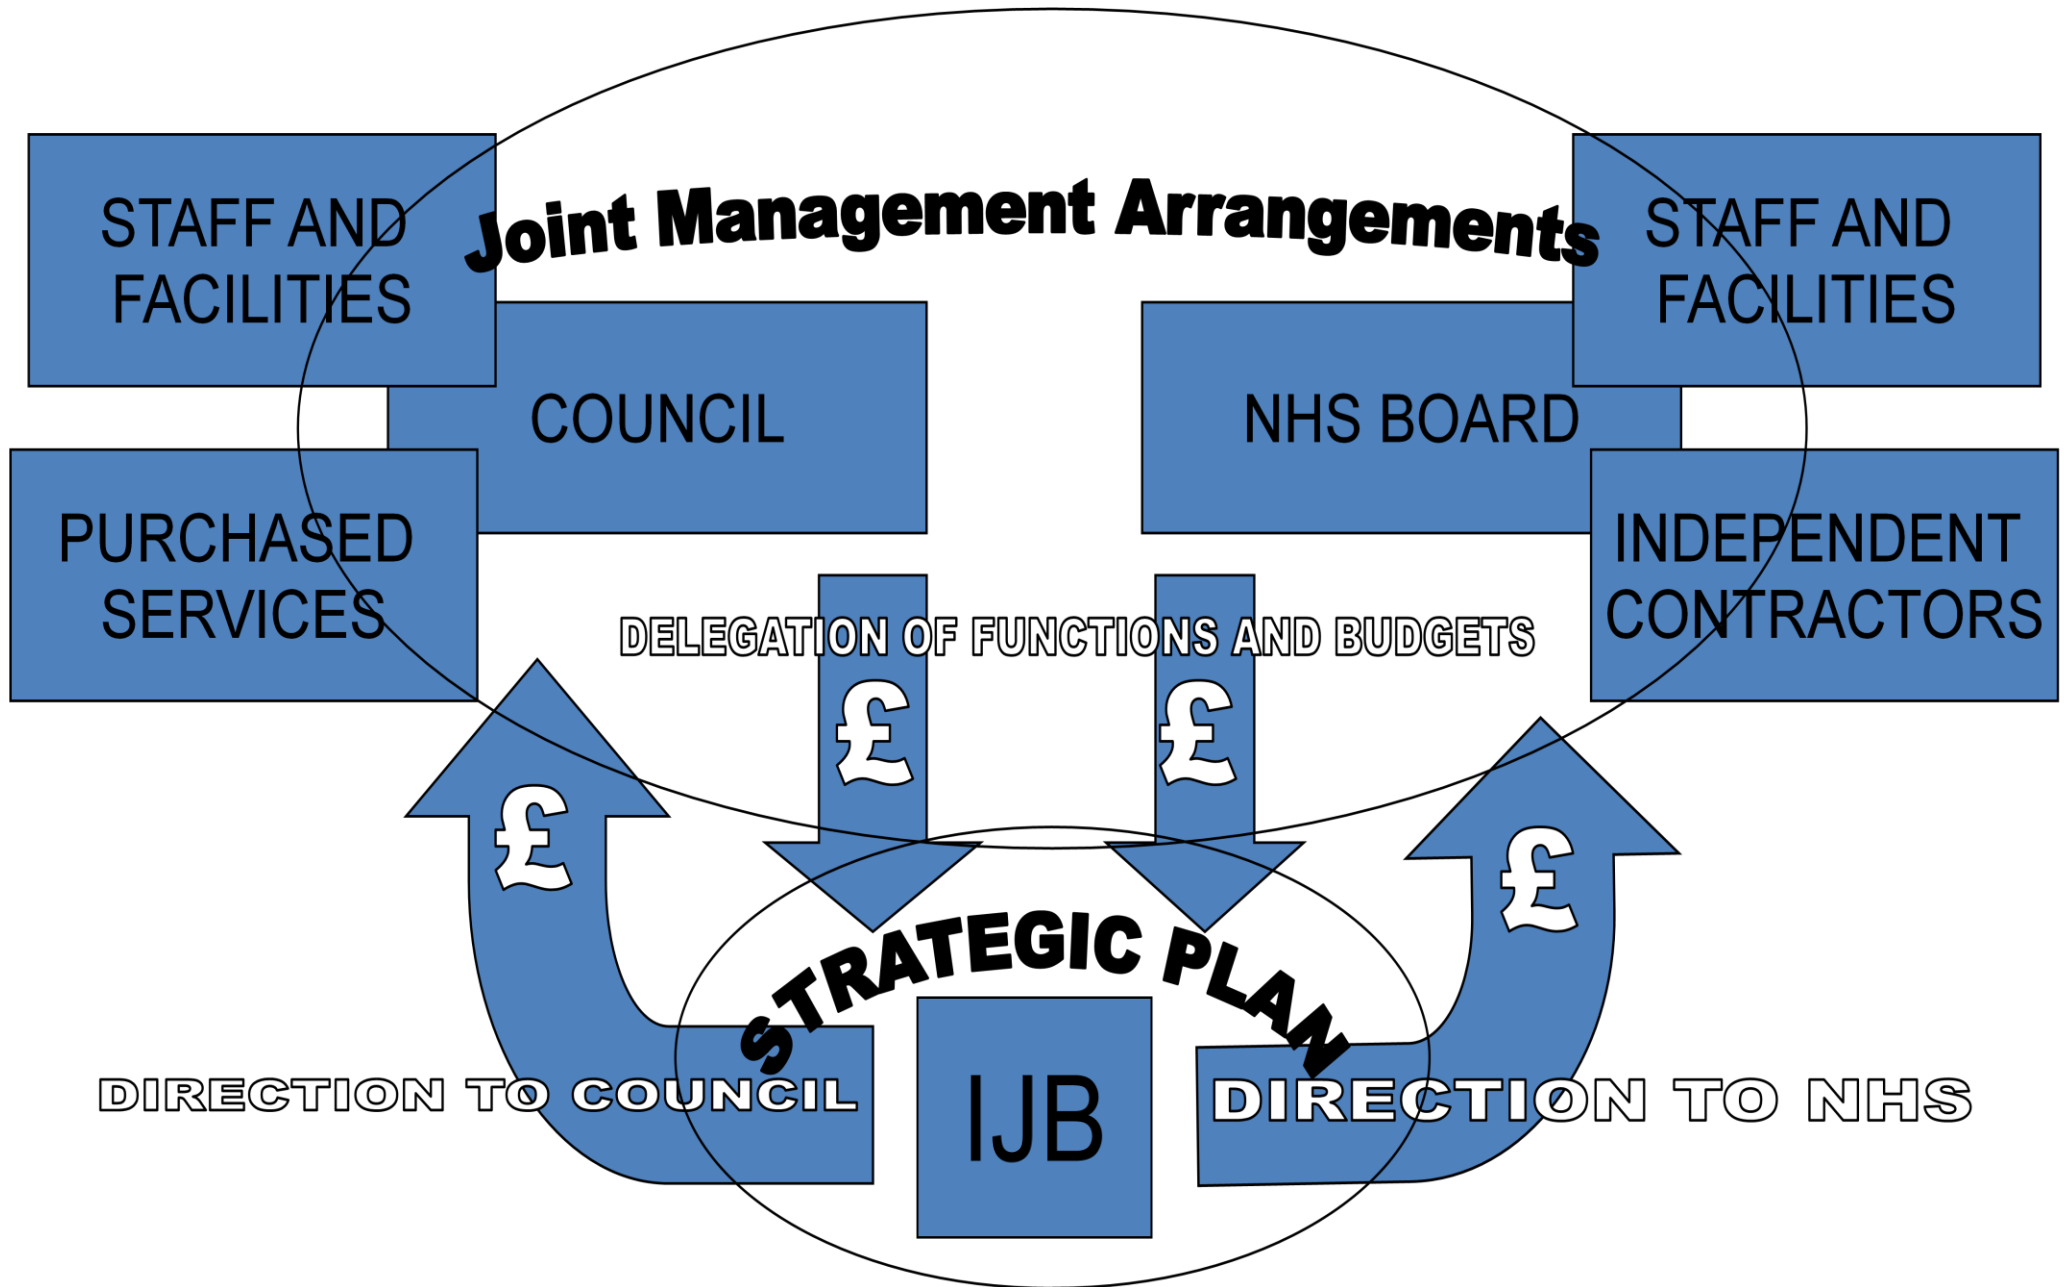 Joint Management Arrangements
STAFF AND
FACILITIES
STAFF AND
FACILITIES
COUNCIL
NHS BOARD
PURCHASED
SERVICES
INDEPENDENT
CONTRACTORS
DELEGATION OF FUNCTIONS AND BUDGETS
£
£
£
£
STRATEGIC PLAN
DIRECTION TO COUNCIL
IJB
DIRECTION TO NHS